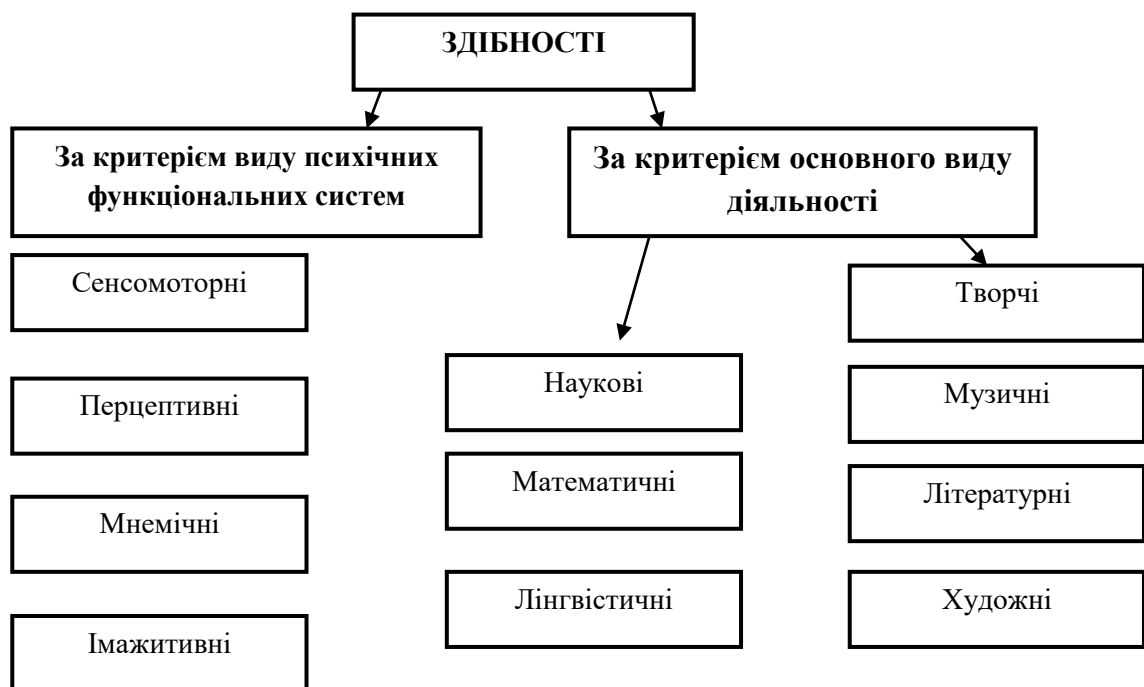 ЗДІБНОСТІ
За критерієм виду психічних
функціональних систем
За критерієм основного виду
діяльності
Сенсомоторні
Перцептивні
Мнемічні
Імажитивні
Наукові
Математичні
Лінгвістичні
Творчі
Музичні
Літературні
Художні